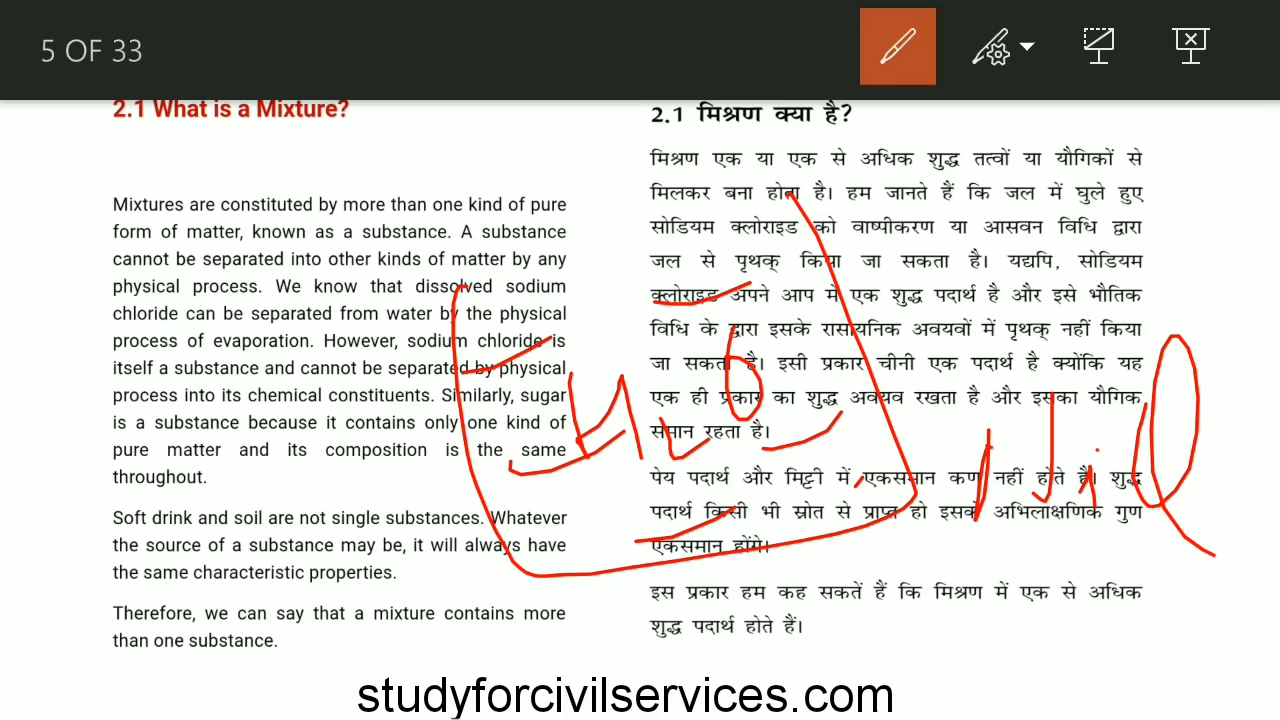 5 OF 33
2.1 What is a Mixture?
Mixtures are constituted by more than one kind of pure
form of matter, known as a substance. A substance
cannot be separated into other kinds of matter by any
physical process. We know that dissolved sodium
chloride can be separated from water by the physical
process of evaporation. However, sodium chloride is
itself a substance and cannot be separated by physical
process into its chemical constituents. Similarly, sugar
is a substance because it contains only one kind of
pure matter and its composition is the same
throughout.
Soft drink and soil are not single substances. Whatever
the source of a substance may be, it will always have
the same characteristic properties.
Therefore, we can say that a mixture contains more
than one substance.
2.1 मिश्रण क्या है?
मिश्रण एक या एक से अधिक शुद्ध तत्वों या यौगिकों से
मिलकर बना होता है। हम जानते हैं कि जल में घुले हुए
सोडियम क्लोराइड को वाष्पीकरण या आसवन विधि द्वारा
जल से पृथक् किया जा सकता है। यद्यपि, सोडियम
क्लोराइड अपने आप में एक शुद्ध पदार्थ है और इसे भौतिक
विधि के द्वारा इसके रासायनिक अवयवों में पृथक् नहीं किया
जा सकता है। इसी प्रकार चीनी एक पदार्थ है क्योंकि यह
एक ही प्रकार का शुद्ध अवयव रखता है और इसका यौगिक
समान रहता है।
पेय पदार्थ और मिट्टी में एकसमान कण नहीं होते है। शुद्ध
पदार्थ किसी भी स्रोत से प्राप्त हो इसके अभिलाक्षणिक गुण
एकसमान होंगे।
इस प्रकार हम कह सकतें हैं कि मिश्रण में एक से अधिक
शुद्ध पदार्थ होते हैं।
studyforcivilservices.com